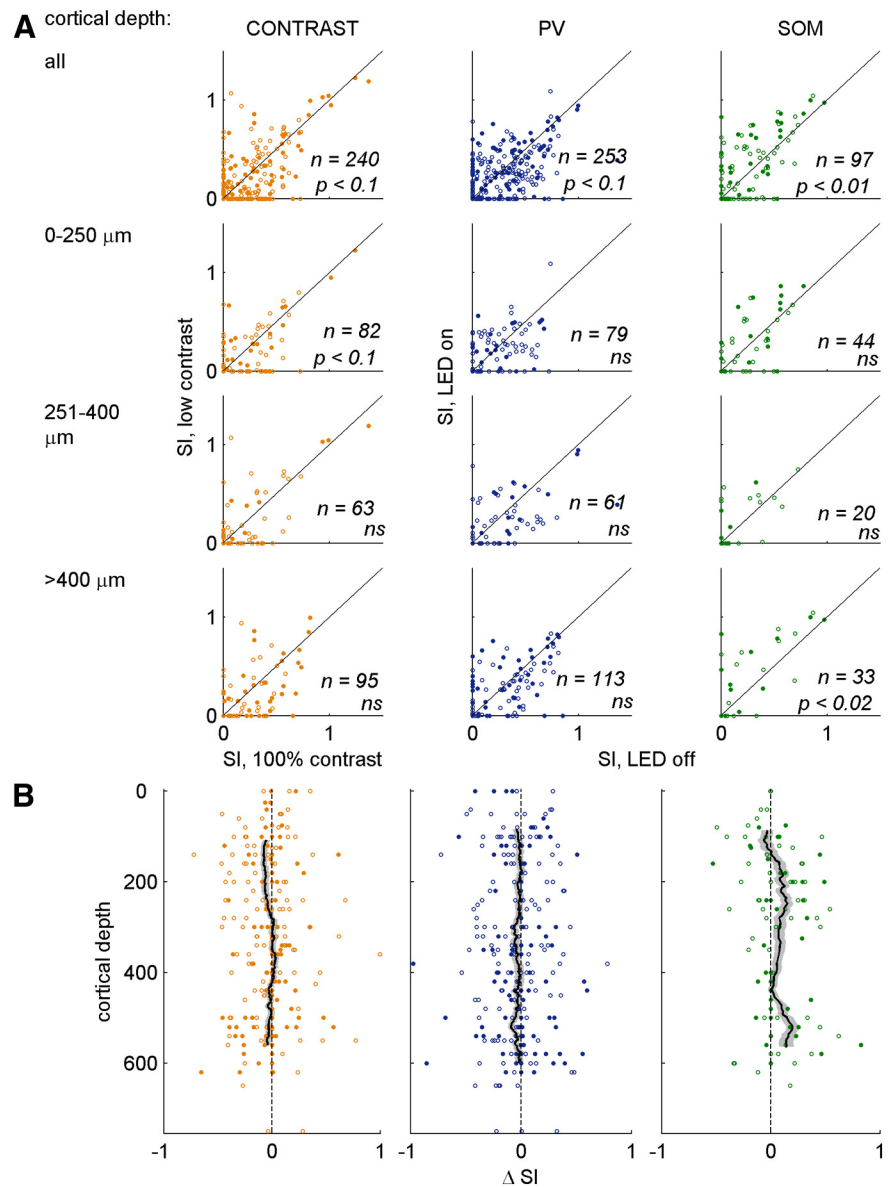 A
cortical depth:
CONTRAST
PV
SOM
all
1
0
n = 240
p < 0.1
n = 253
p < 0.1
n = 97
p < 0.01
0-250 μm
SI, low contrast
SI, LED on
1
0
n = 82
p < 0.1
n = 79
ns
n = 44
ns
251-400
μm
1
0
n = 63
ns
n = 61
ns
n = 20
ns
>400 μm
1
0
n = 95
ns
n = 113
ns
n = 33
p < 0.02
0 1
0 1
0 1
SI, 100% contrast
SI, LED off
B
cortical depth
0
200
400
600
-1 0 1
-1 0 1
-1 0 1
Δ SI